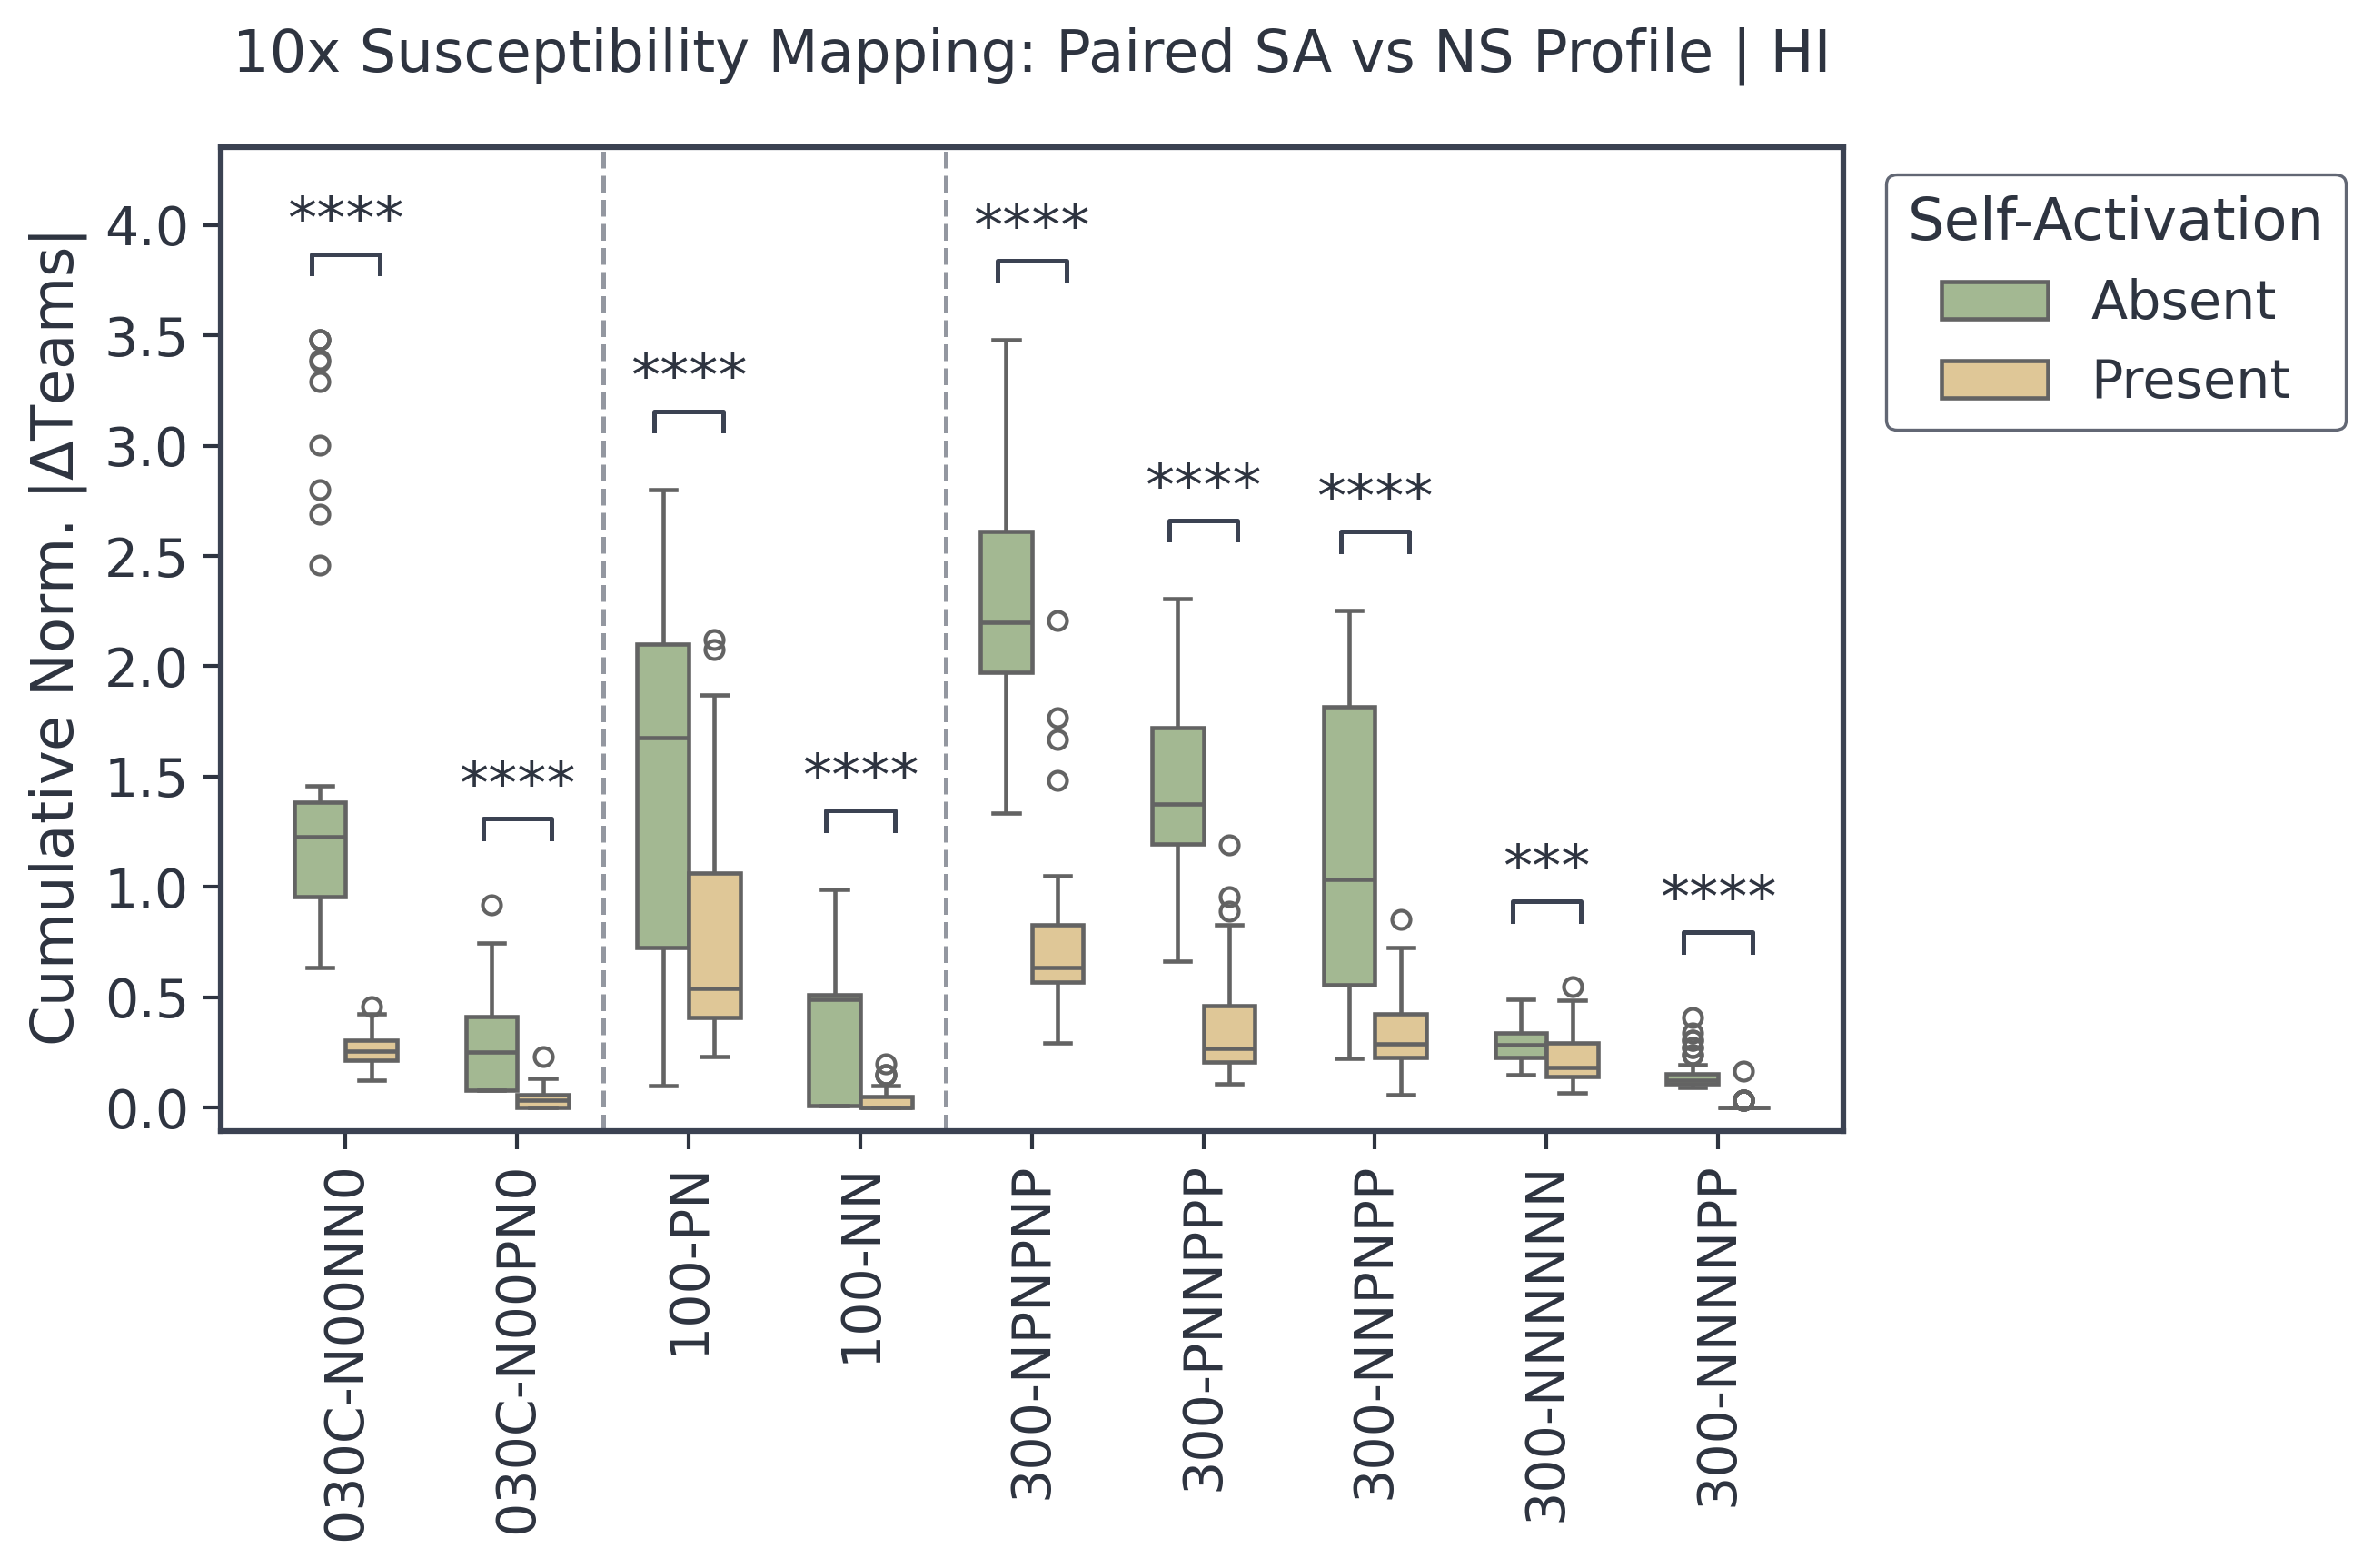 10x Susceptibility Mapping: Paired SA vs NS Profile | HI
Cumulative Norm. |ΔTeams|
4.0
3.5
3.0
2.5
2.0
1.5
1.0
0.5
0.0
****
****
****
****
****
****
****
***
****
030C-N00NN0
030C-N00PN0
100-PN
100-NN
300-NPNPNP
300-PNNPPP
300-NNPNPP
300-NNNNNN
300-NNNNPP
Self-Activation
Absent
Present